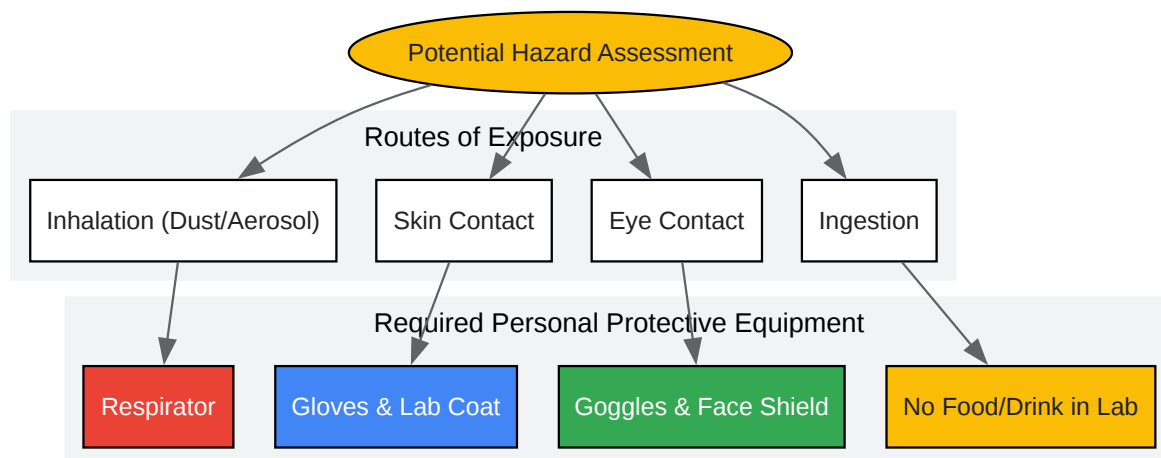 Potential Hazard Assessment
Routes of Exposure
Inhalation (Dust/Aerosol)
Skin Contact
Eye Contact
Ingestion
Required Personal Protective Equipment
Respirator
Gloves & Lab Coat
Goggles & Face Shield
No Food/Drink in Lab